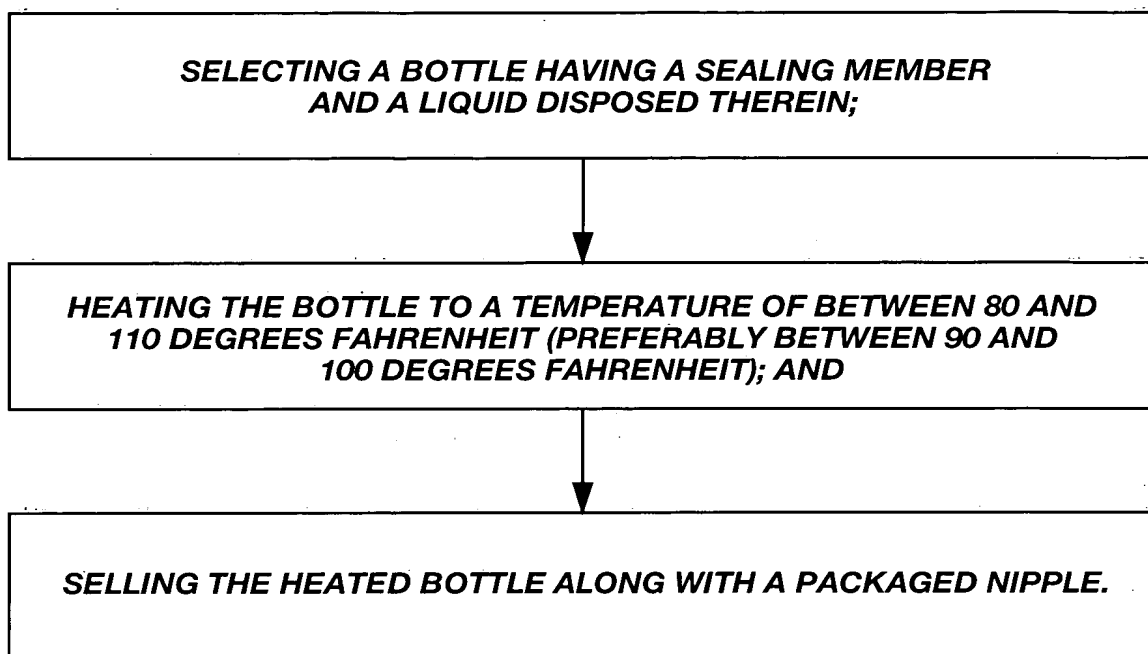 SELECTING A BOTTLE HAVING A SEALING MEMBER
AND A LIQUID DISPOSED THEREIN;
HEATING THE BOTTLE TO A TEMPERATURE OF BETWEEN 80 AND
110 DEGREES FAHRENHEIT (PREFERABLY BETWEEN 90 AND
100 DEGREES FAHRENHEIT); AND
SELLING THE HEATED BOTTLE ALONG WITH A PACKAGED NIPPLE.